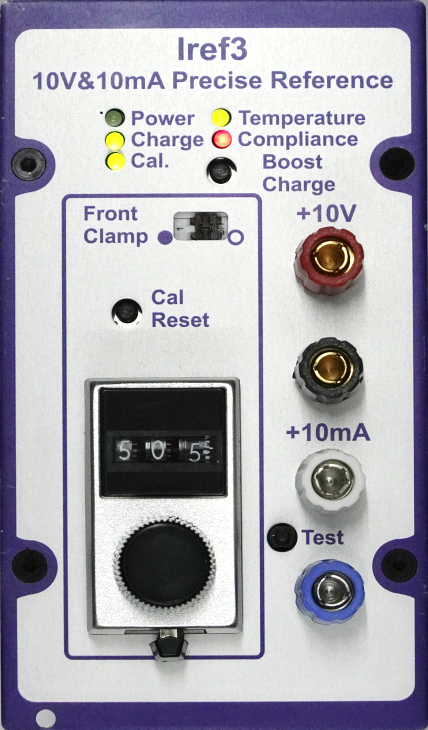 Iref3
10V&10mA Precise Reference
Power
Temperature
Charge
Compliance
Cal.
Boost
Charge
Front
Clamp
+10V
Cal
Reset
505
+10mA
Test